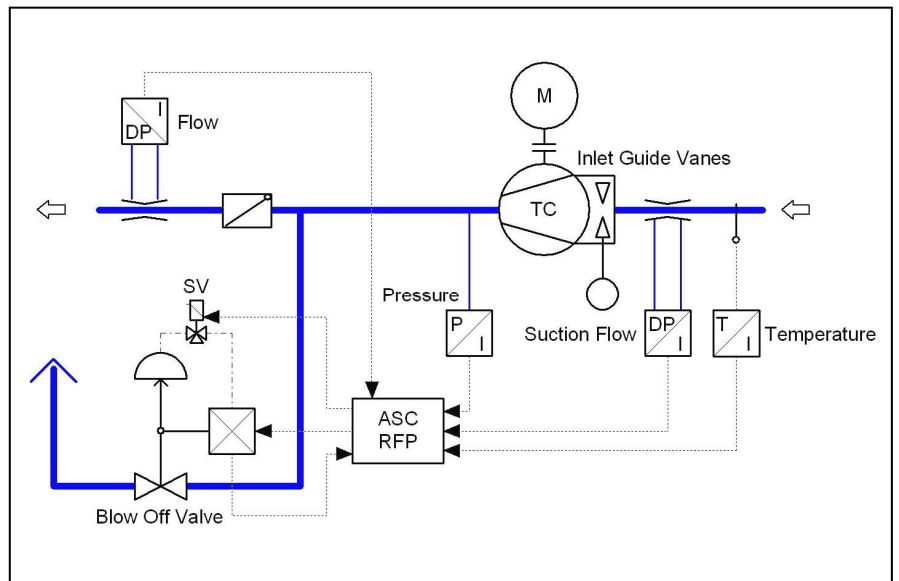 M
I
DP
Flow
Inlet Guide Vanes
TC
SV
Pressure
P
I
Suction Flow
DP
I
T
I
Temperature
ASC
RFP
Blow Off Valve